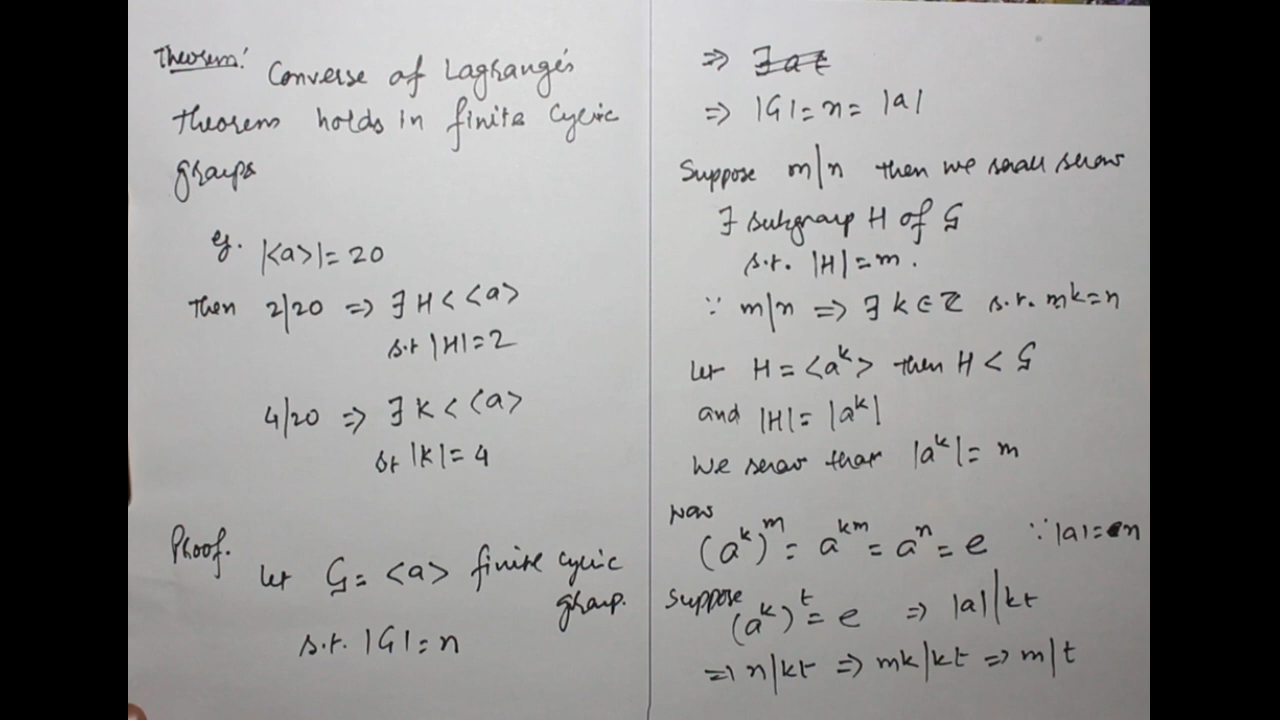 Theorem:
Converse of Lagrange's
theorem holds in finite cyclic
groups
eg. |<a>| = 20
Then 2|20 => ∃ H < <a>
s.t |H| = 2
4|20 => ∃ K < <a>
st |K| = 4
Proof.
Let G = <a> finite cyclic
group.
s.t. |G| = n
=> ∃ a t
=> |G| = n = |a|
Suppose m|n then we shall show
∃ subgroup H of G
s.t. |H| = m.
∵ m|n => ∃ k ∈ ℤ s.t. mk = n
Let H = <a^k> then H < G
and |H| = |a^k|
We show that |a^k| = m
Now
(a^k)^m = a^km = a^n = e ∵ |a| = n
Suppose
(a^k)^t = e => |a| | kt
=> n|kt => mk|kt => m|t